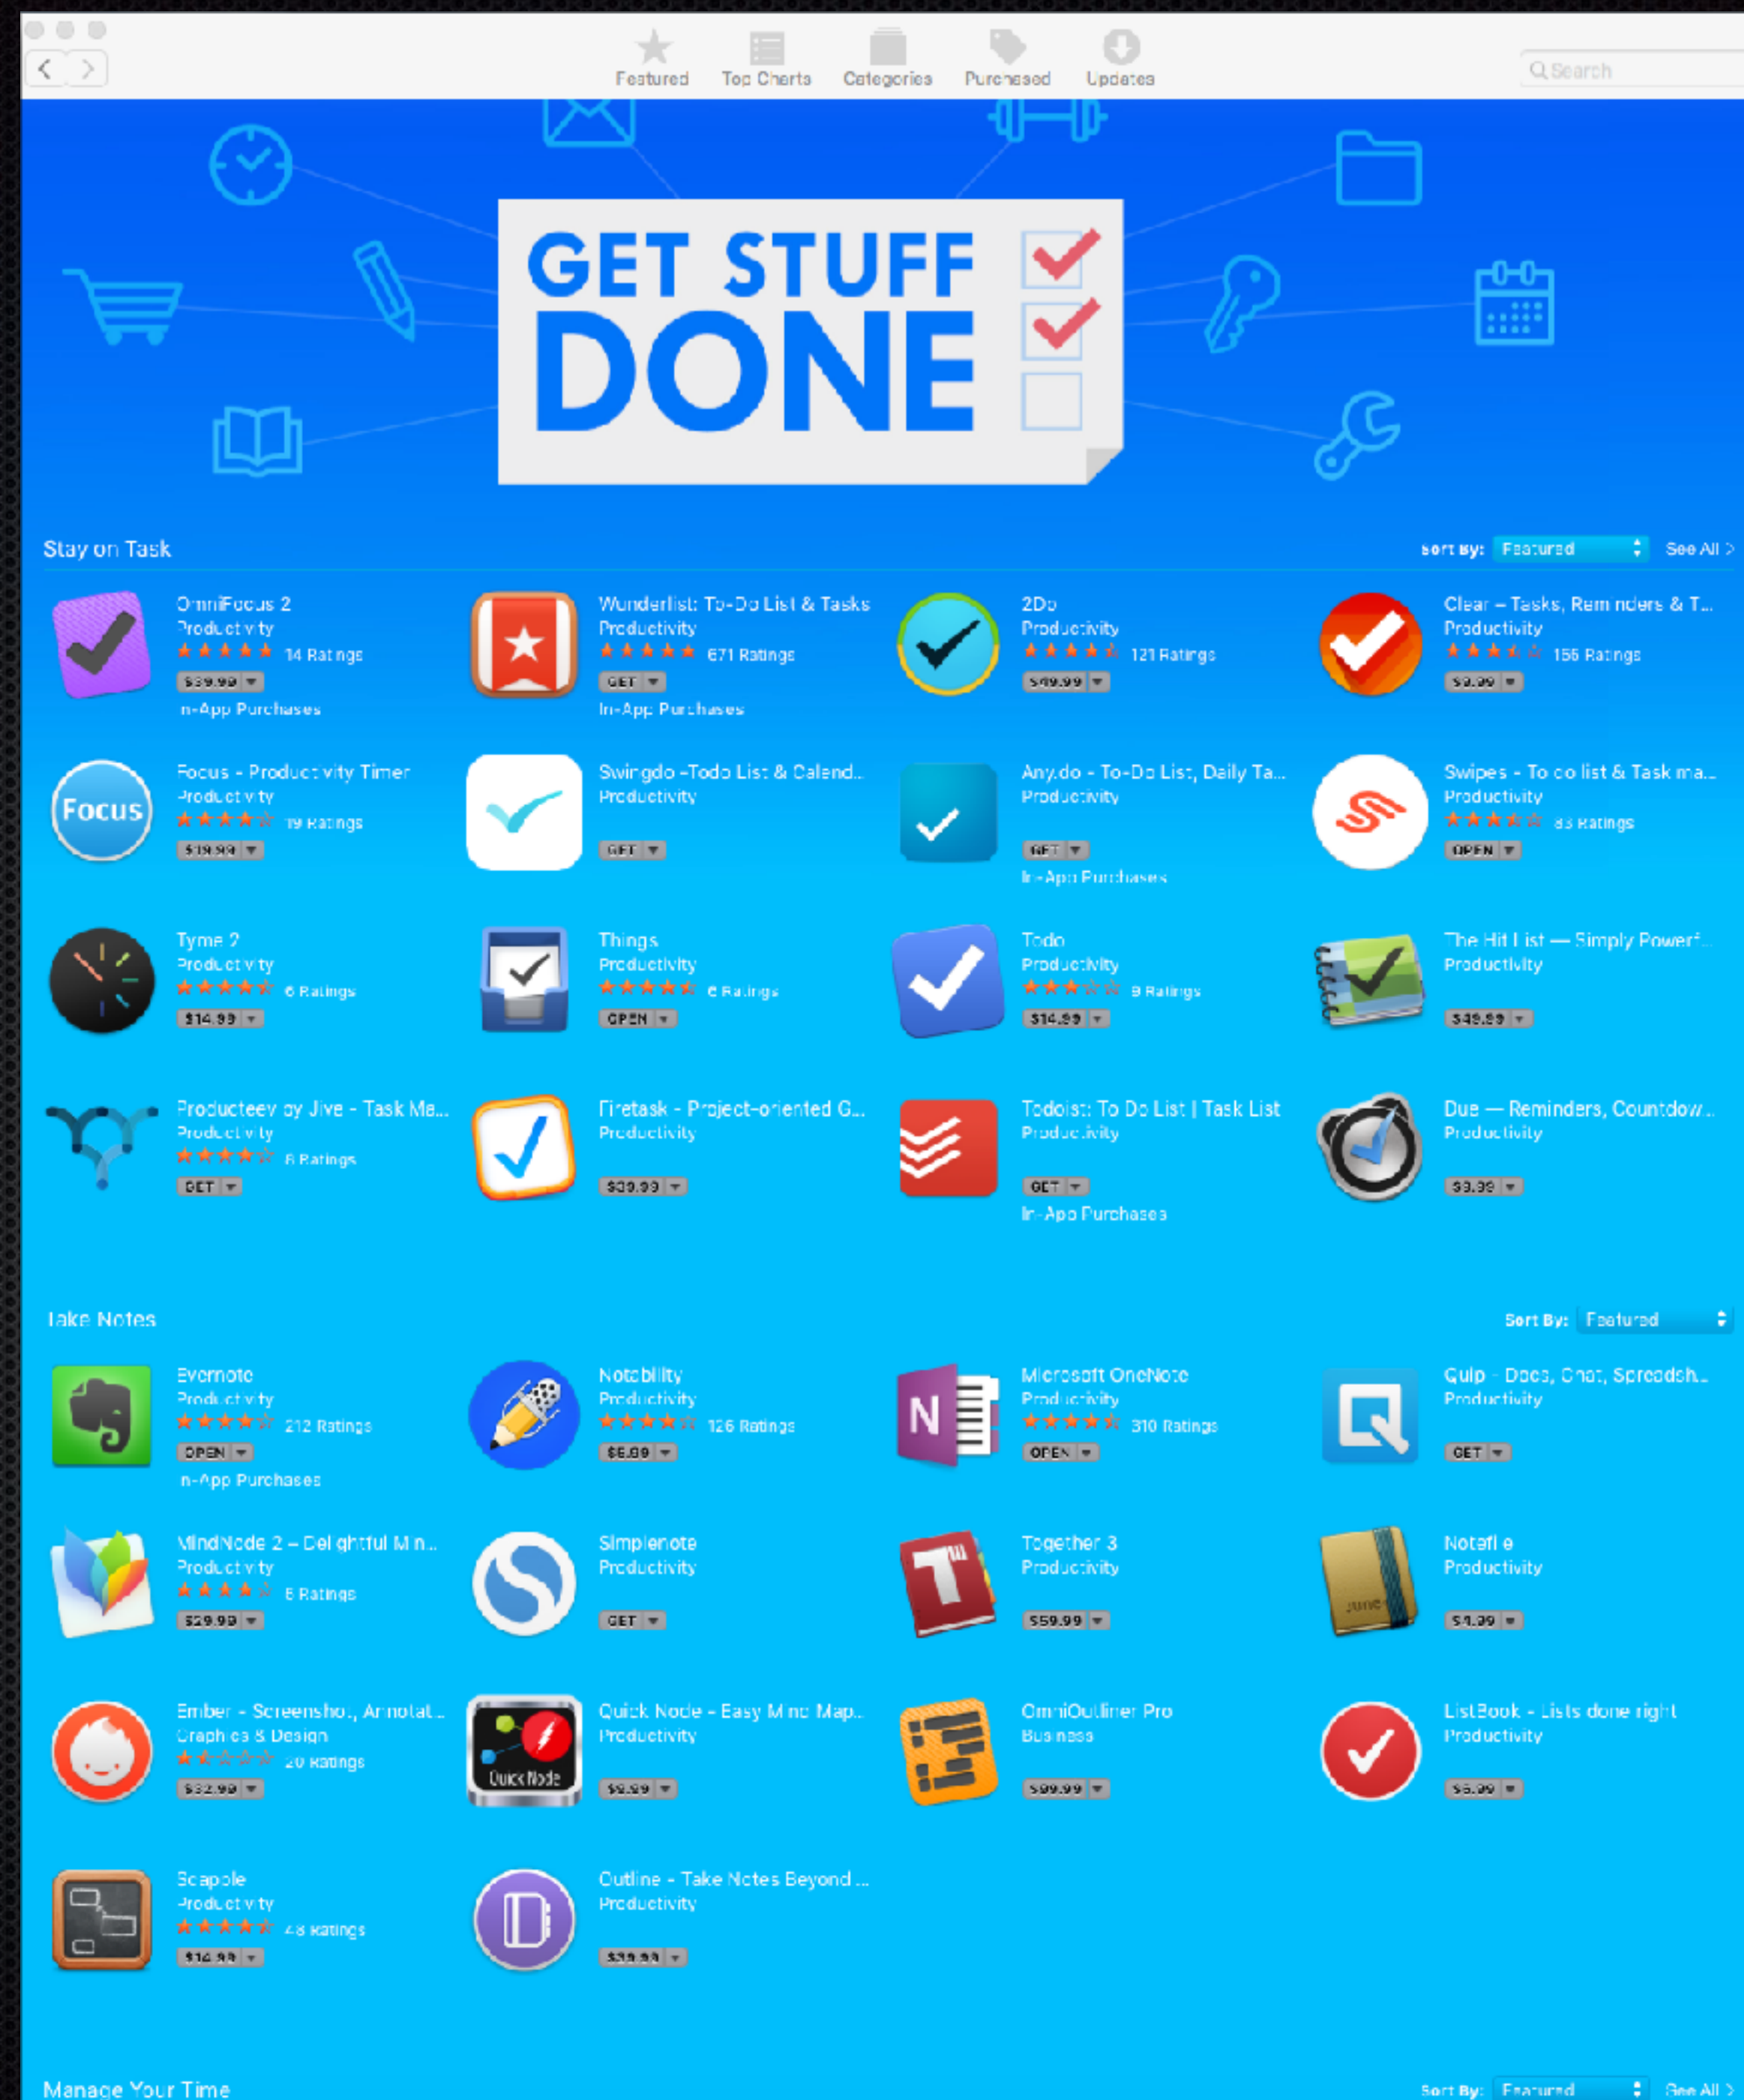 Featured
Top Charts
Categories
Purchased
Updates
Search
GET STUFF
DONE
Stay on Task
Sort By: Featured
See All >
OmniFocus 2
Productivity
14 Ratings
$39.99
In-App Purchases
Wunderlist: To-Do List & Tasks
Productivity
671 Ratings
GET
In-App Purchases
2Do
Productivity
121 Ratings
$49.99
Clear – Tasks, Reminders & T...
Productivity
155 Ratings
$9.99
Focus
Focus - Productivity Timer
Productivity
19 Ratings
$19.99
Swingdo -Todo List & Calend...
Productivity
GET
Any.do - To-Do List, Daily Ta...
Productivity
GET
In-App Purchases
Swipes - To do list & Task ma...
Productivity
83 Ratings
OPEN
Tyme 2
Productivity
6 Ratings
$14.99
Things
Productivity
6 Ratings
OPEN
Todo
Productivity
9 Ratings
$14.99
The Hit List — Simply Powerf...
Productivity
$49.99
Producteev by Jive - Task Ma...
Productivity
8 Ratings
GET
Firetask - Project-oriented G...
Productivity
$39.99
Todoist: To Do List | Task List
Productivity
GET
In-App Purchases
Due — Reminders, Countdow...
Productivity
$9.99
Take Notes
Sort By: Featured
Evernote
Productivity
212 Ratings
OPEN
In-App Purchases
Notability
Productivity
126 Ratings
N
Microsoft OneNote
Productivity
310 Ratings
OPEN
Quip - Docs, Chat, Spreadsh...
Productivity
GET
MindNode 2 – Delightful Min...
Productivity
5 Ratings
$29.99
Simplenote
Productivity
GET
T
Together 3
Productivity
$59.99
Notefile
Productivity
$4.99
Ember - Screenshot, Annotat...
Graphics & Design
20 Ratings
$32.99
Quick Node
Quick Node - Easy Mind Map...
Productivity
$9.99
OmniOutliner Pro
Business
$99.99
ListBook - Lists done right
Productivity
Scapple
Productivity
48 Ratings
$14.99
Outline - Take Notes Beyond ...
Productivity
$39.99
Manage Your Time
Sort By: Featured
See All >